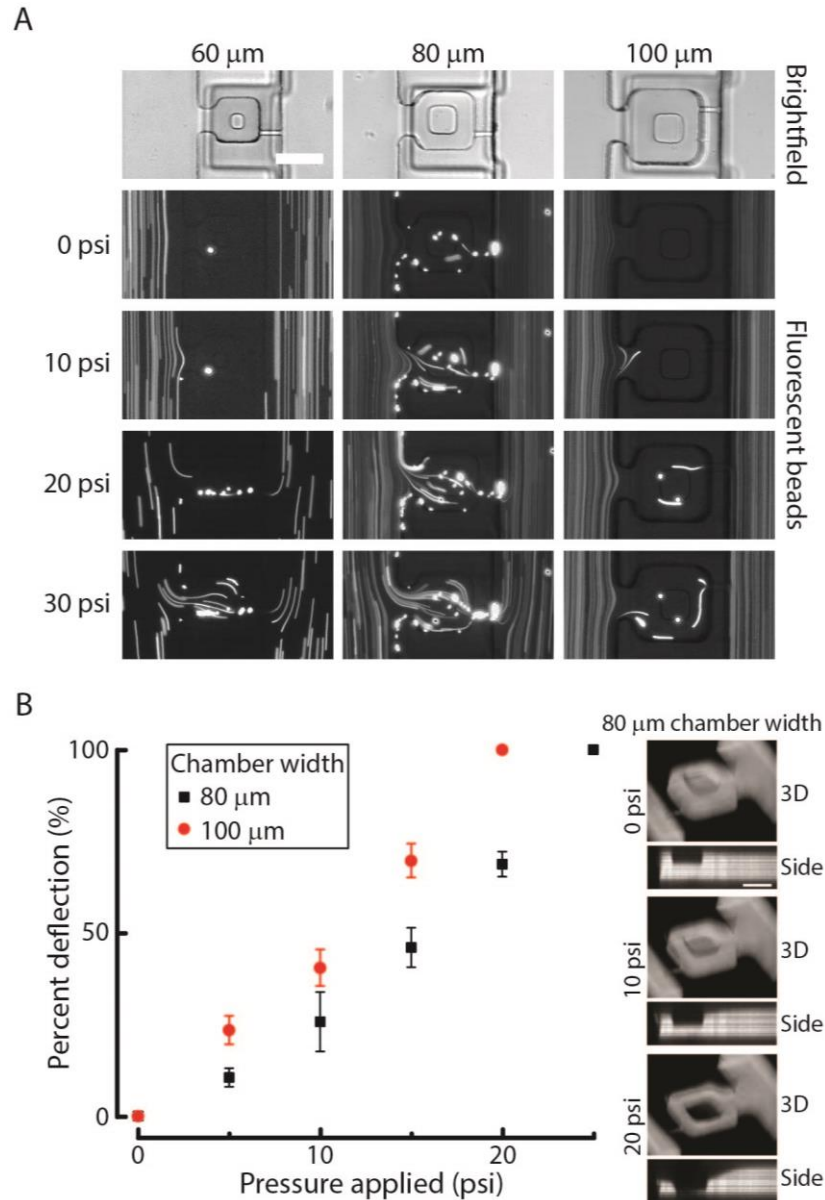 A
60 μm 80 μm 100 μm
Brightfield
0 psi
10 psi
20 psi
30 psi
Fluorescent beads
B
Percent deflection (%)
100
50
0
Chamber width
80 μm
100 μm
0 10 20
Pressure applied (psi)
80 μm chamber width
0 psi
3D
Side
10 psi
3D
Side
20 psi
3D
Side